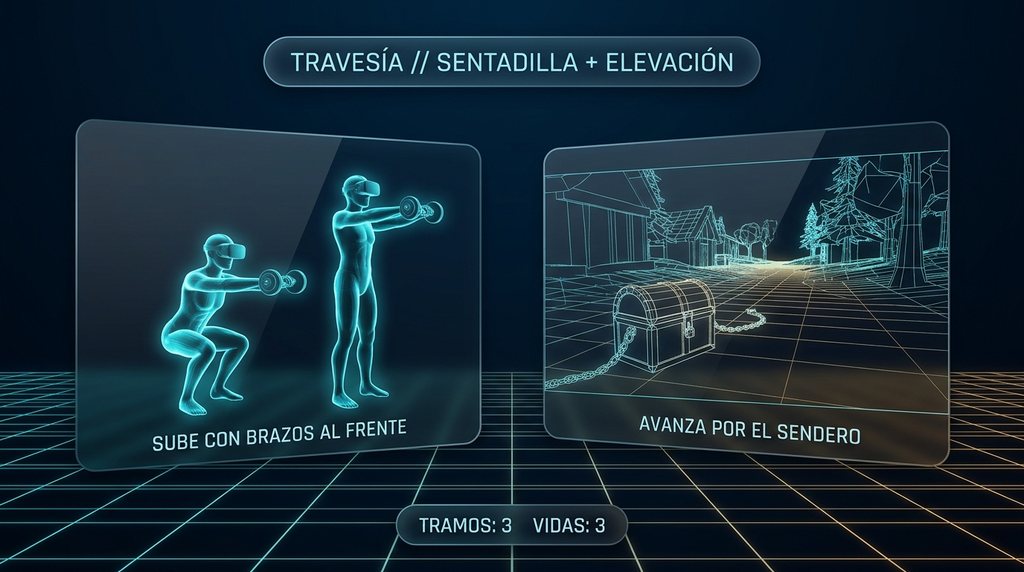 TRAVESÍA // SENTADILLA + ELEVACIÓN
SUBE CON BRAZOS AL FRENTE
AVANZA POR EL SENDERO
TRAMOS: 3 VIDAS: 3